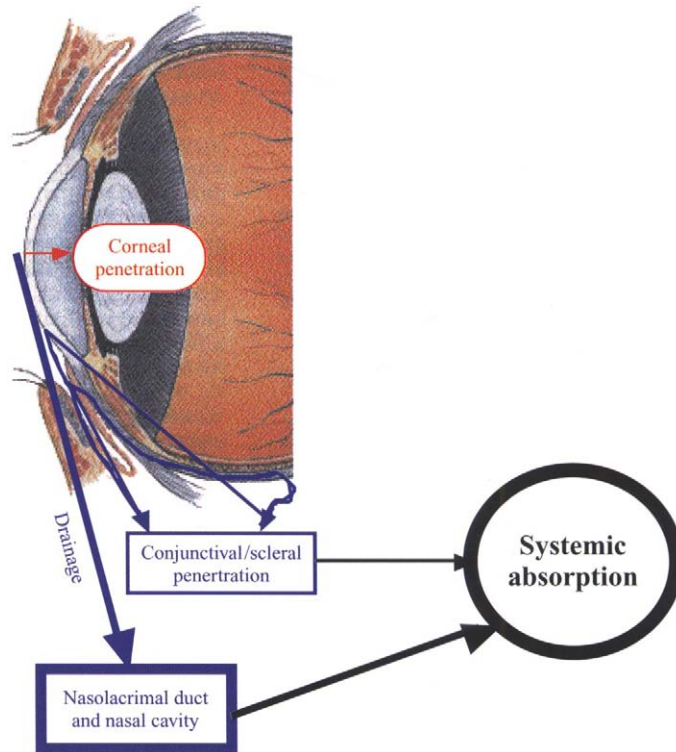 Corneal
penetration
Drainage
Conjunctival/scleral
penertration
Systemic
absorption
Nasolacrimal duct
and nasal cavity